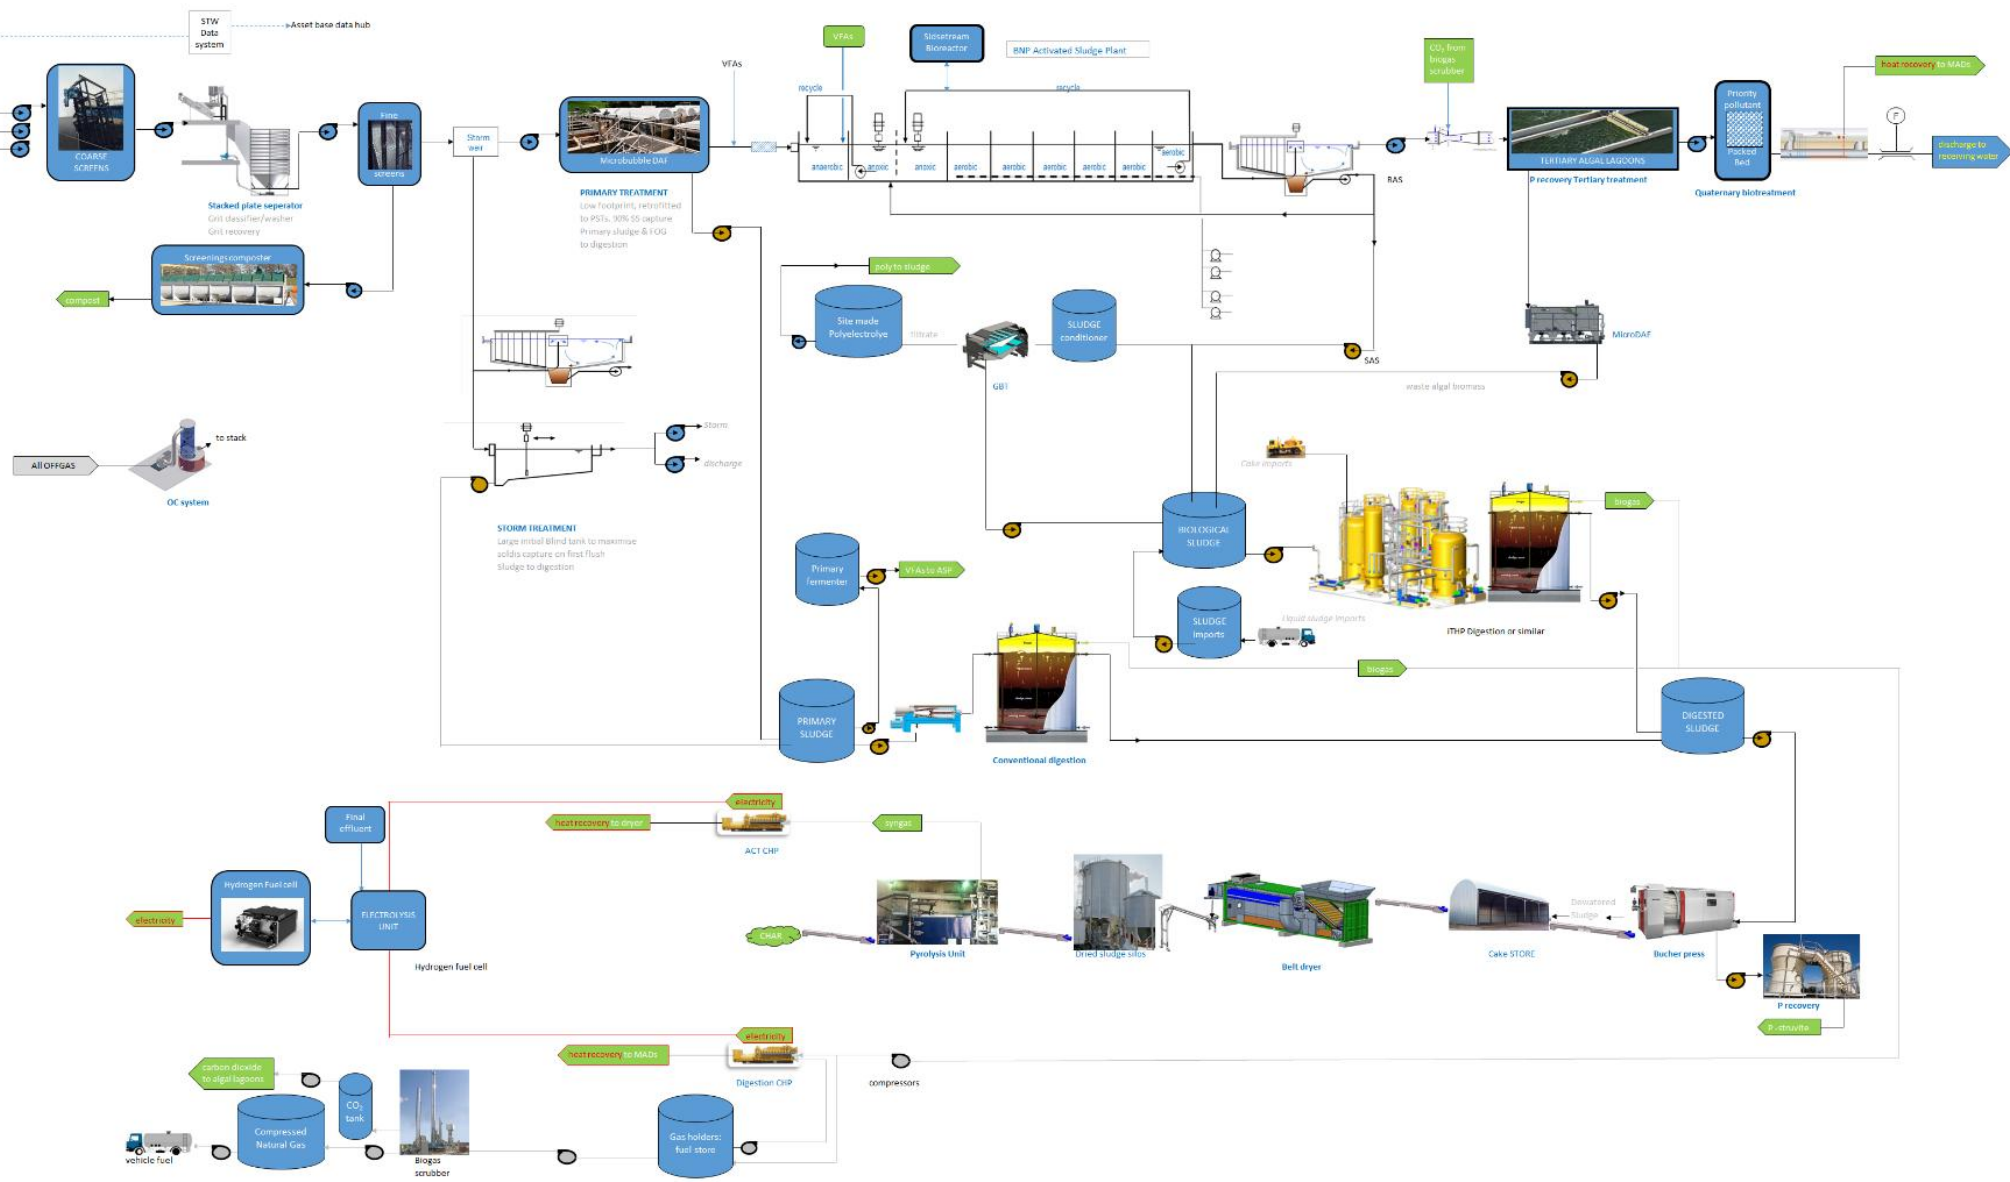 STW
Data
system
Asset base data hub
COARSE
SCREENS
Stacked plate seperator
Grit classifier/washer
Grit recovery
Fine
screens
Storm
weir
Microbubble DAF
PRIMARY TREATMENT
Low footprint, retrofitted
to PSTs, 90% SS capture
Primary sludge & FOG
to digestion
VFAs
VFAs
Sidestream
Bioreactor
BNP Activated Sludge Plant
recycle
recycle
anaerobic
anoxic
anoxic
aerobic
aerobic
aerobic
aerobic
aerobic
aerobic
RAS
SAS
CO2 from
biogas
scrubber
TERTIARY ALGAL LAGOONS
P recovery Tertiary treatment
Priority
pollutant
Packed
Bed
Quaternary biotreatment
heat recovery to MADs
F
discharge to
receiving water
Screenings composter
compost
poly to sludge
Site made
Polyelectrolye
filtrate
GBT
SLUDGE
conditioner
MicroDAF
waste algal biomass
All OFFGAS
to stack
OC system
Storm
discharge
STORM TREATMENT
Large initial Blind tank to maximise
solids capture on first flush
Sludge to digestion
Cake imports
BIOLOGICAL
SLUDGE
biogas
Primary
fermenter
VFAs to ASP
SLUDGE
imports
Liquid sludge imports
iTHP Digestion or similar
biogas
PRIMARY
SLUDGE
Conventional digestion
DIGESTED
SLUDGE
Final
effluent
electricity
heat recovery to dryer
ACT CHP
syngas
Hydrogen Fuel cell
electricity
ELECTROLYSIS
UNIT
Hydrogen fuel cell
CHAR
Pyrolysis Unit
Dried sludge silos
Belt dryer
Cake STORE
Dewatered
Sludge
Bucher press
P recovery
P - struvite
electricity
heat recovery to MADs
Digestion CHP
compressors
carbon dioxide
to algal lagoons
CO2
tank
Compressed
Natural Gas
vehicle fuel
Biogas
scrubber
Gas holders:
fuel store